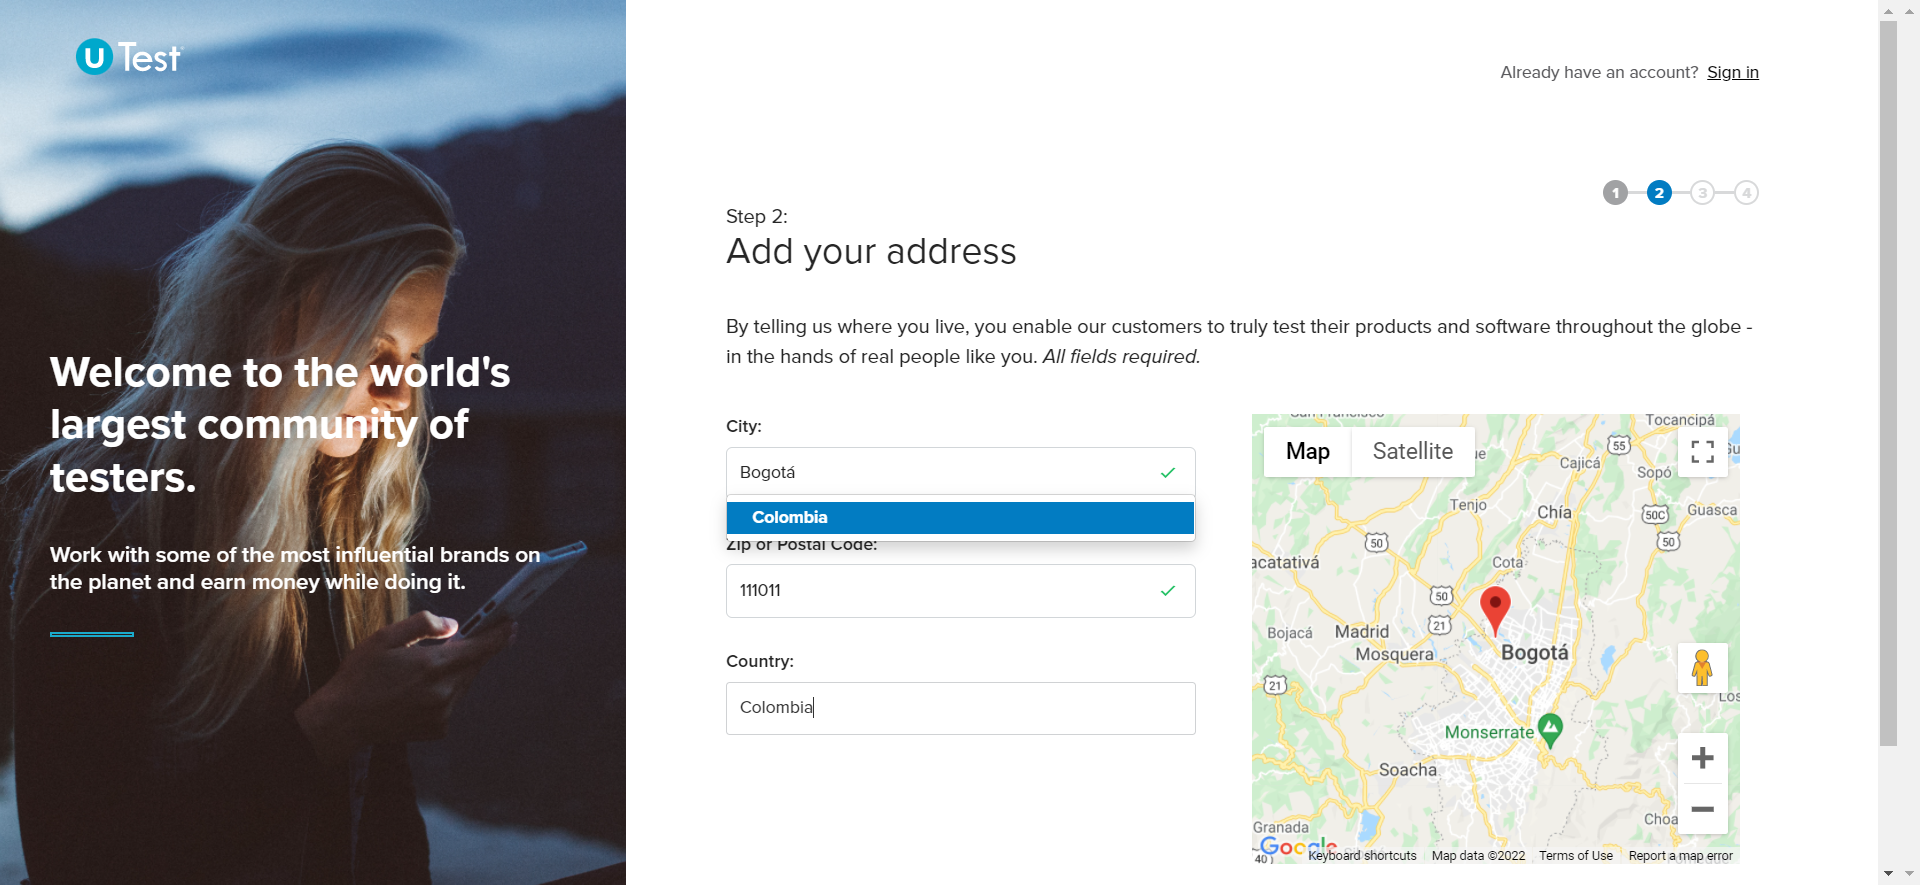 U Test
Already have an account? Sign in
1 2 3 4
Step 2:
Add your address
By telling us where you live, you enable our customers to truly test their products and software throughout the globe -
in the hands of real people like you. All fields required.
Welcome to the world's
largest community of
testers.
Work with some of the most influential brands on
the planet and earn money while doing it.
City:
Bogotá
Colombia
Zip or Postal Code:
111011
Country:
Colombia
San Francisco
Tocancipá
Map
Satellite
55
Cajicá
Sopó
Tenjo
Chía
50C
Guasca
50
50
acatativá
Cota
50
21
Bojacá
Madrid
Mosquera
Bogotá
21
Los
Monserrate
Soacha
Choa
Granada
Google
40
Keyboard shortcuts
Map data ©2022
Terms of Use
Report a map error